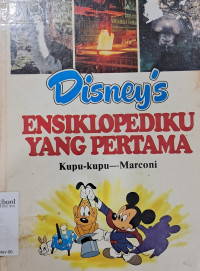 Disney's
ENSIKLOPEDIKU
YANG PERTAMA
Kupu-kupu—Marconi